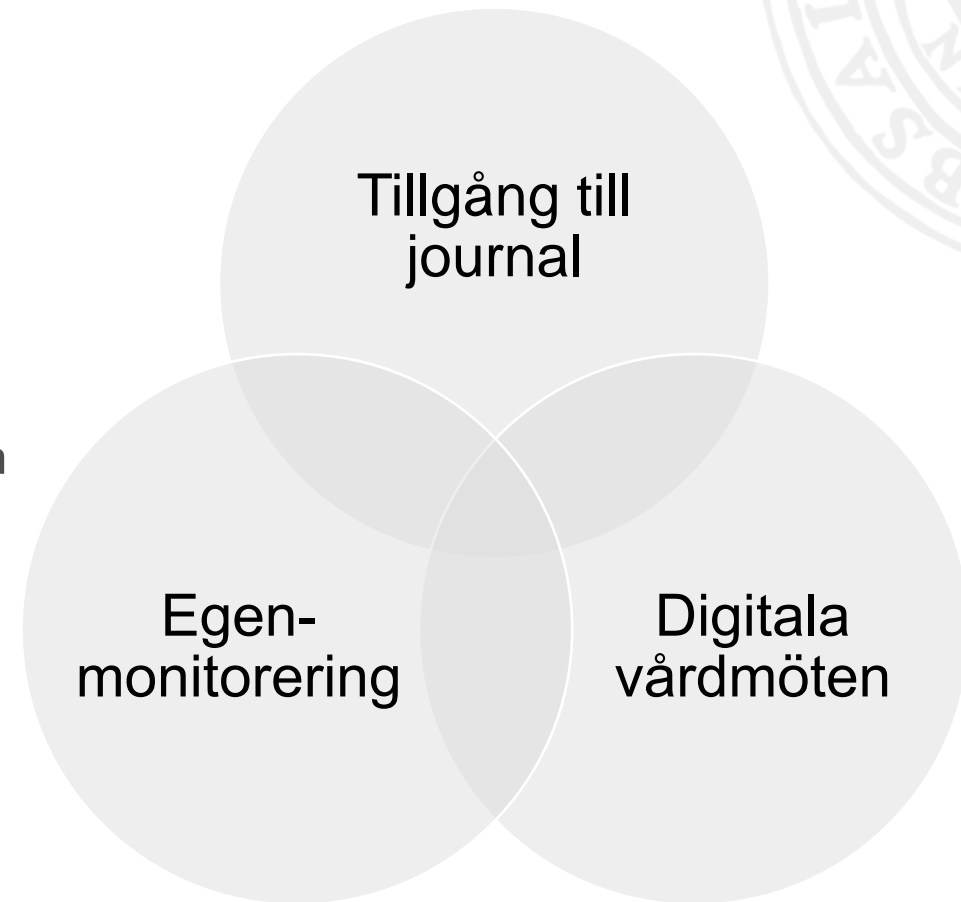 Tillgång till
journal
Egen-
monitorering
Digitala
vårdmöten